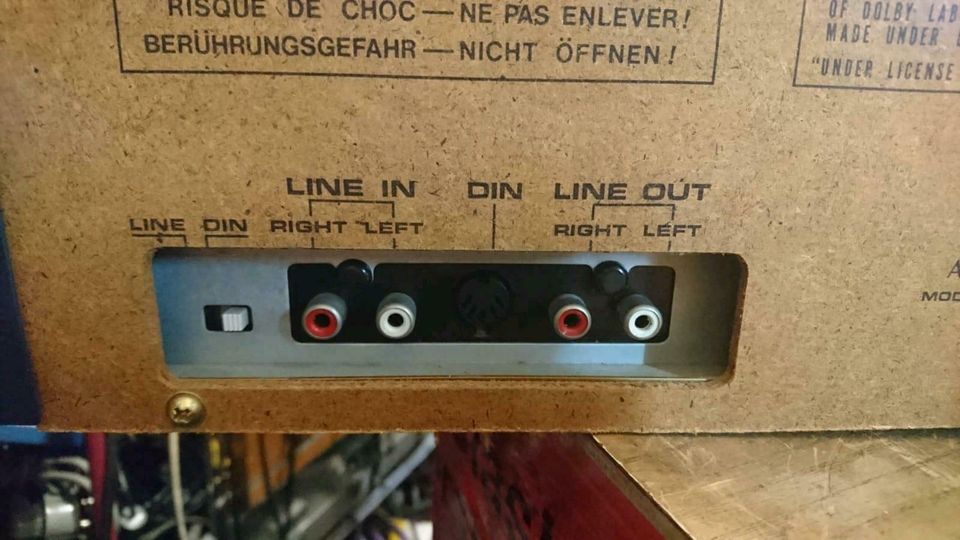 RISQUE DE CHOC — NE PAS ENLEVER!
BERÜHRUNGSGEFAHR — NICHT ÖFFNEN!
OF DOLBY LAB
MADE UNDER
"UNDER LICENSE
LINE IN DIN LINE OUT
LINE DIN RIGHT LEFT RIGHT LEFT
MOD